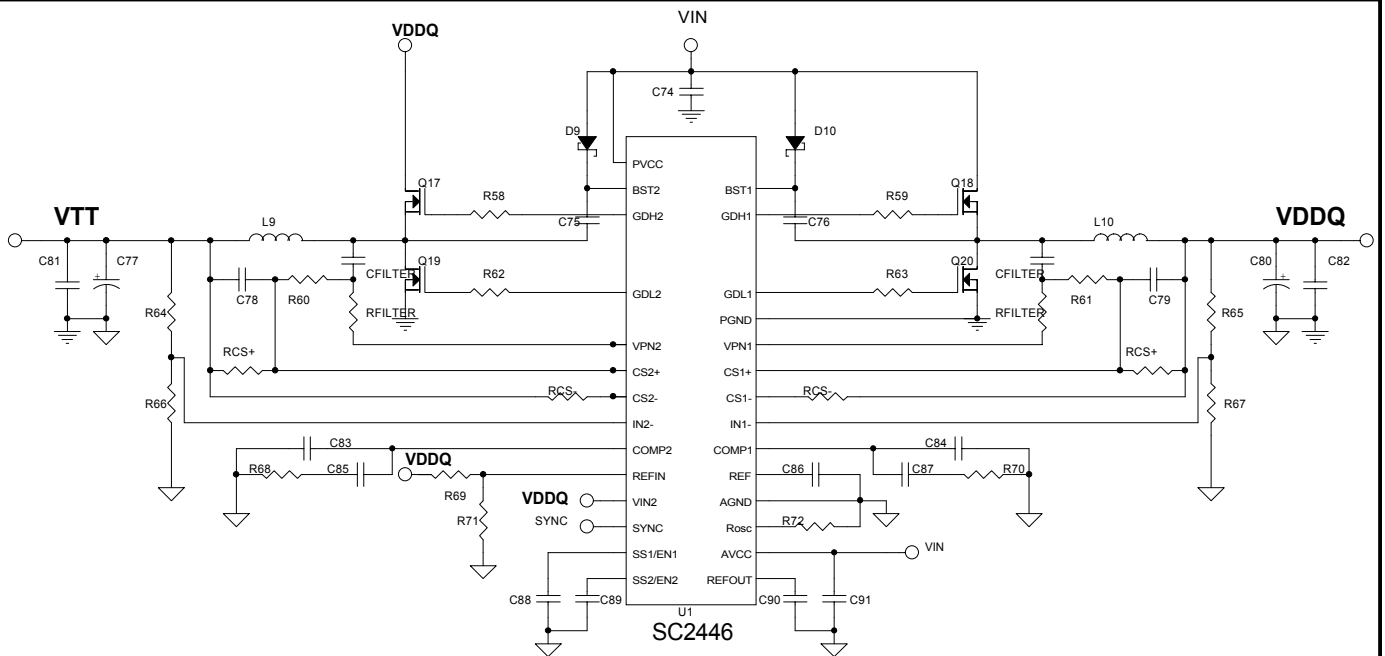 VIN
VDDQ
C74
D9
D10
PVCC
Q17
R58
BST2
BST1
R59
Q18
GDH2
GDH1
C75
C76
VTT
VDDQ
L9
L10
C81
C77
Q19
R62
R63
Q20
C80
C82
CFILTER
CFILTER
C78
R60
R61
C79
GDL2
GDL1
R64
RFILTER
RFILTER
R65
PGND
VPN2
VPN1
RCS+
RCS+
CS2+
CS1+
RCS-
RCS-
CS2-
CS1-
R66
R67
IN2-
IN1-
C83
C84
COMP2
COMP1
R68
C85
VDDQ
C86
C87
R70
REFIN
REF
R69
VDDQ
VIN2
AGND
R71
SYNC
SYNC
Rosc
R72
SS1/EN1
AVCC
VIN
SS2/EN2
REFOUT
C88
C89
C90
C91
U1
SC2446